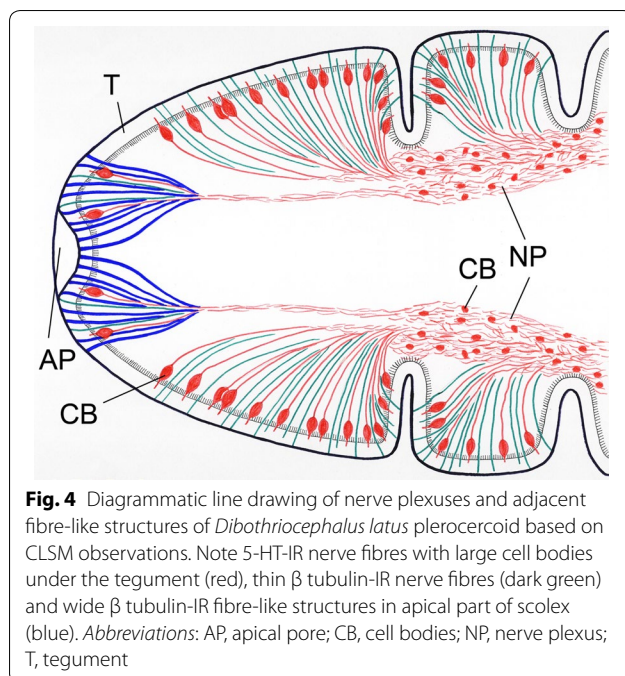 T
CB
NP
AP
CB
Fig. 4 Diagrammatic line drawing of nerve plexuses and adjacent
fibre-like structures of Dibothriocephalus latus plerocercoid based on
CLSM observations. Note 5-HT-IR nerve fibres with large cell bodies
under the tegument (red), thin β tubulin-IR nerve fibres (dark green)
and wide β tubulin-IR fibre-like structures in apical part of scolex
(blue). Abbreviations: AP, apical pore; CB, cell bodies; NP, nerve plexus;
T, tegument